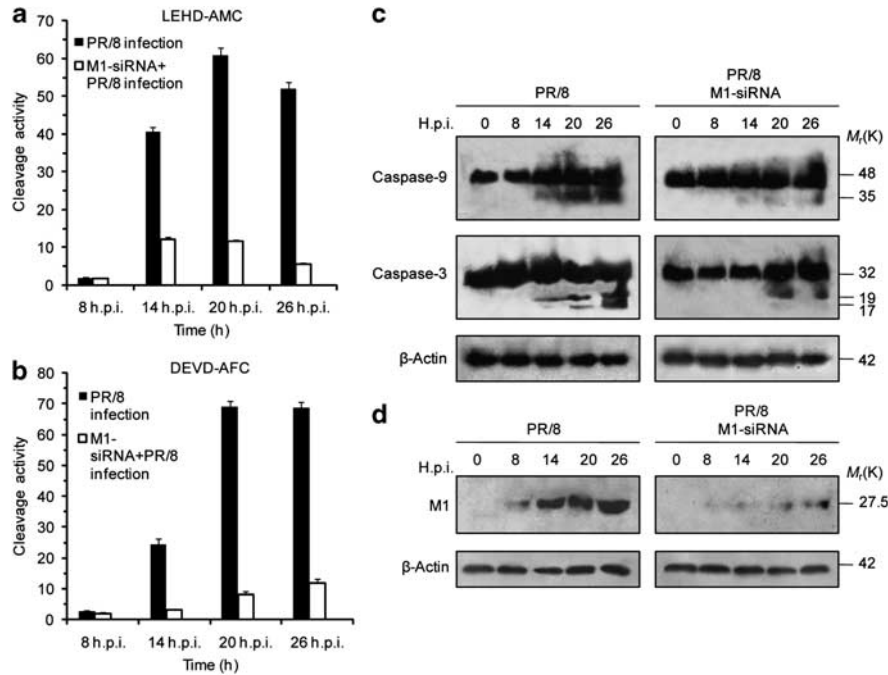 a
LEHD-AMC
Cleavage activity
70
60
50
40
30
20
10
0
PR/8 infection
M1-siRNA+
PR/8 infection
8 h.p.i. 14 h.p.i. 20 h.p.i. 26 h.p.i.
Time (h)
b
DEVD-AFC
Cleavage activity
80
70
60
50
40
30
20
10
0
PR/8
infection
M1-
siRNA+PR/8
infection
8 h.p.i. 14 h.p.i. 20 h.p.i. 26 h.p.i.
Time (h)
c
PR/8
PR/8
M1-siRNA
H.p.i. 0 8 14 20 26 0 8 14 20 26 Mr(K)
Caspase-9
48
35
Caspase-3
32
19
17
β-Actin
42
d
PR/8
PR/8
M1-siRNA
H.p.i. 0 8 14 20 26 0 8 14 20 26 Mr(K)
M1
27.5
β-Actin
42